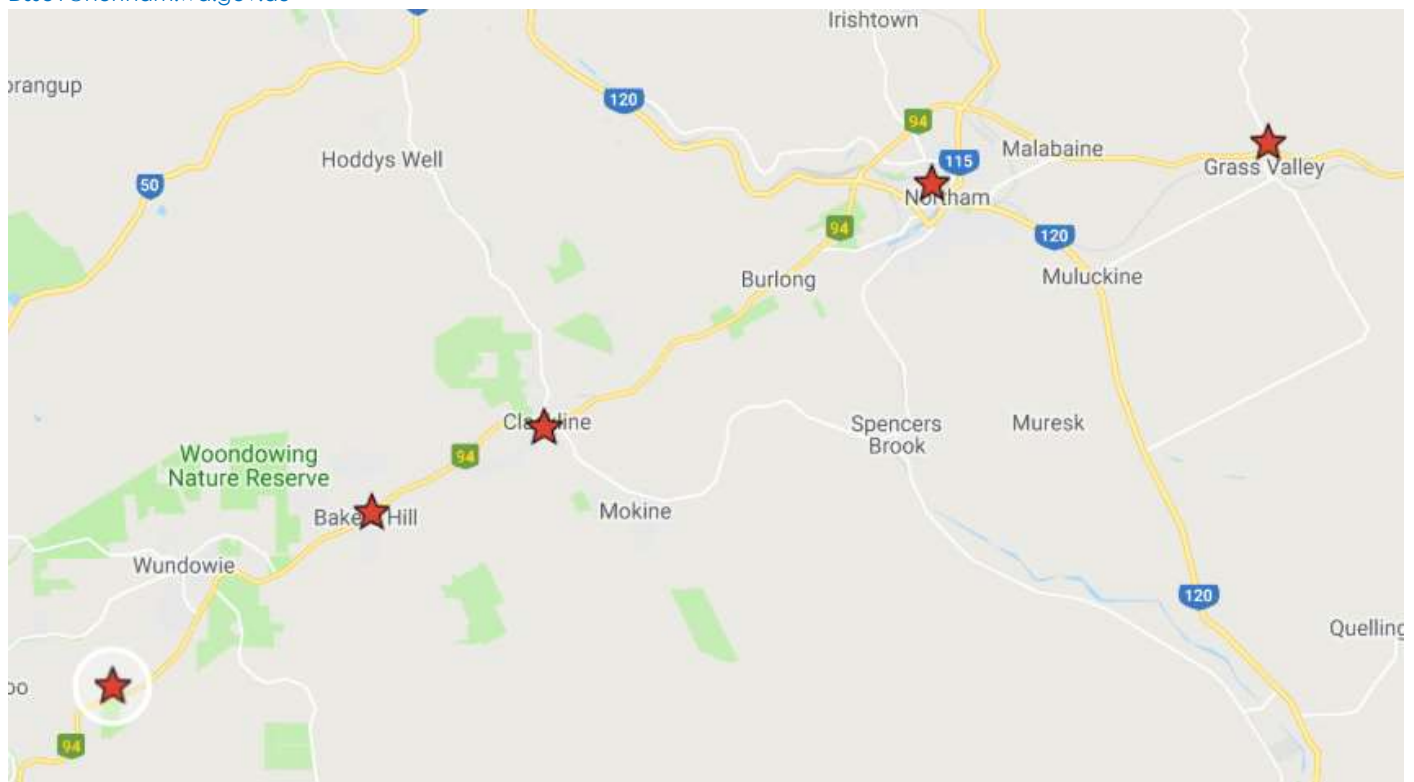 Irishtown
120
94
50
Hoddys Well
Malabaine
115
Grass Valley
Northam
94
120
Burlong
Muluckine
Spencers
Brook
Muresk
Woondowing
Nature Reserve
94
Hill
Mokine
Wundowie
120
94